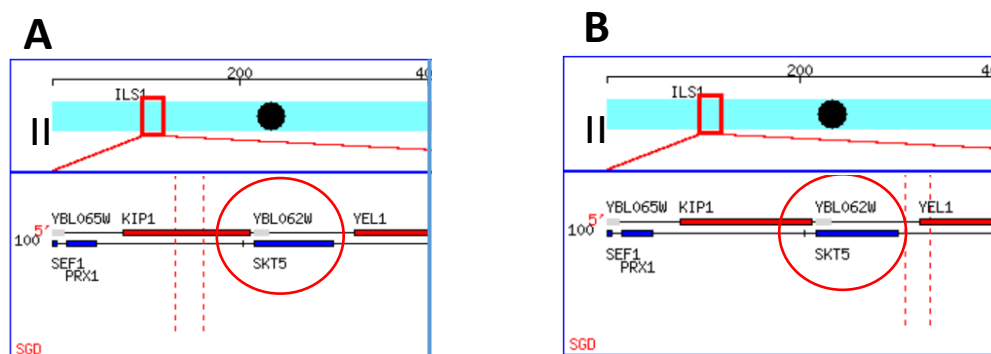 A
200 40
ILS1
II
YBL065W KIP1 YBL062W YEL1
5'
100
SEF1 SKT5
PRX1
SGD
B
200 40
ILS1
II
YBL065W KIP1 YBL062W YEL1
5'
100
SEF1 SKT5
PRX1
SGD